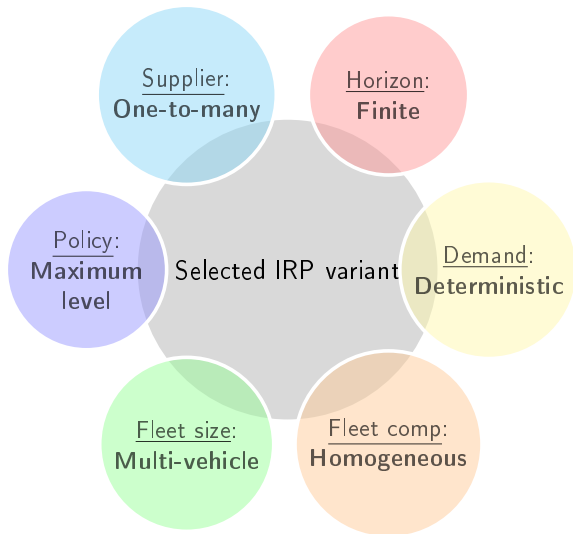 Supplier:
One-to-many
Horizon:
Finite
Policy:
Maximum
level
Selected IRP variant
Demand:
Deterministic
Fleet size:
Multi-vehicle
Fleet comp:
Homogeneous